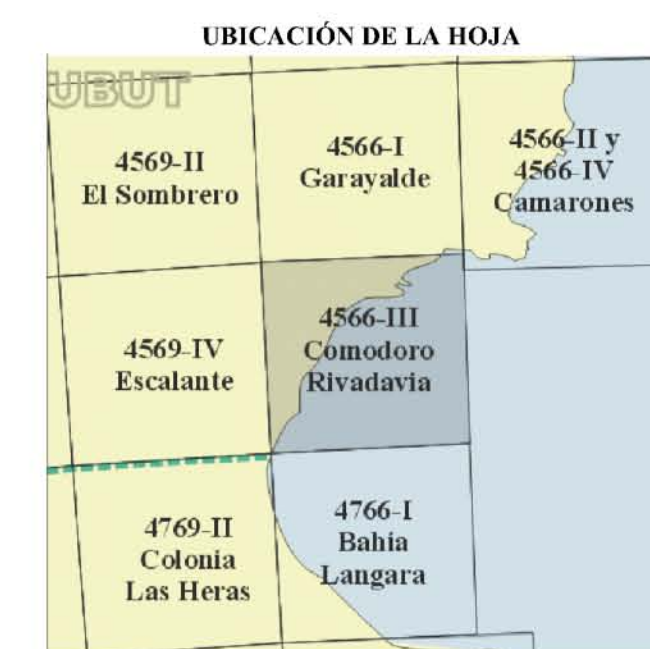 UBICACIÓN DE LA HOJA
UBUT
4569-II
El Sombrero
4566-I
Garayalde
4566-II y
4566-IV
Camarones
4569-IV
Escalante
4566-III
Comodoro
Rivadavia
4769-II
Colonia
Las Heras
4766-I
Bahia
Langara